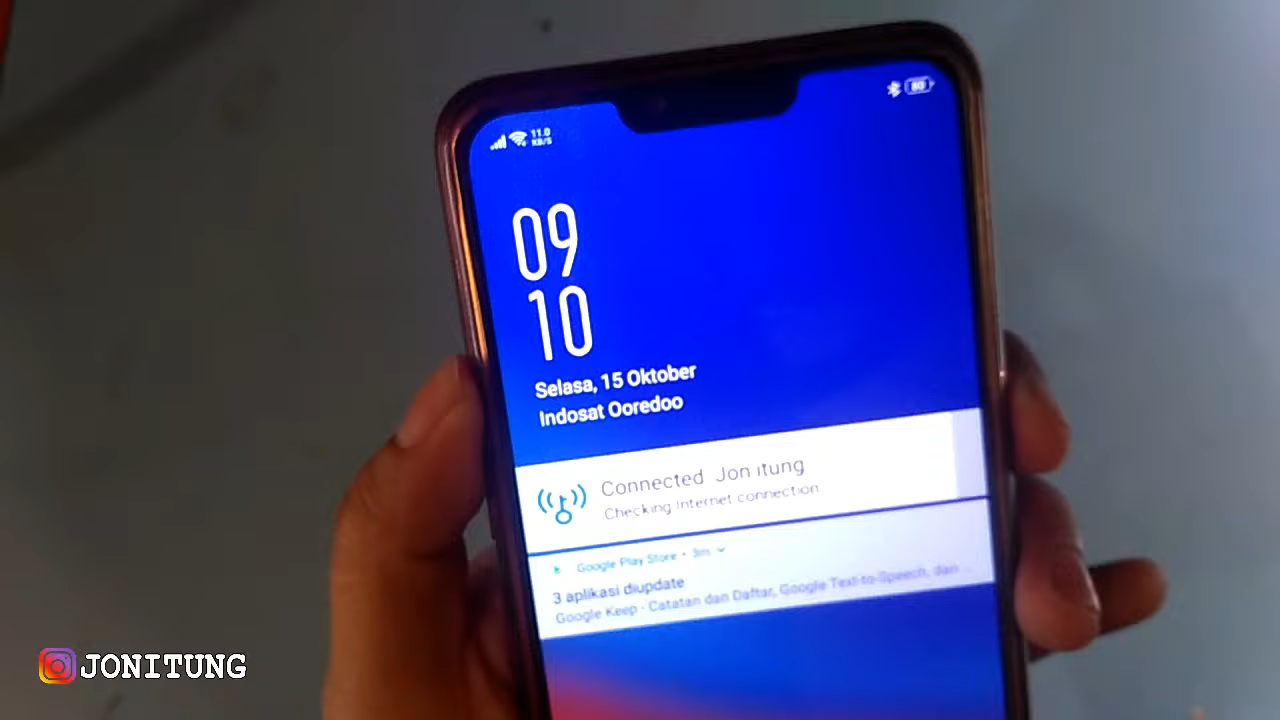 11.0
KB/S
80
09
10
Selasa, 15 Oktober
Indosat Ooredoo
Connected Jon itung
Checking Internet connection
Google Play Store • 3m
3 aplikasi diupdate
Google Keep - Catatan dan Daftar, Google Text-to-Speech, dan ...
JONITUNG